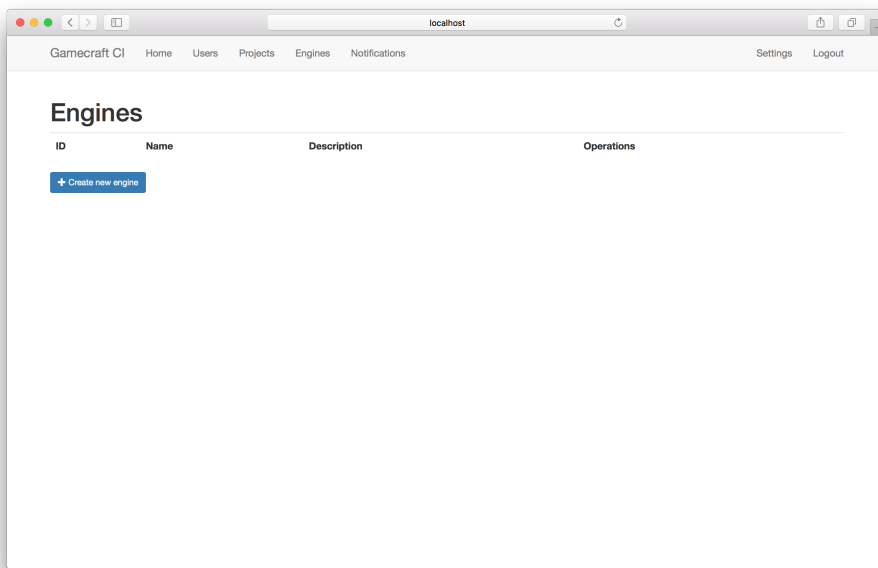 localhost
Gamecraft CI Home Users Projects Engines Notifications Settings Logout
Engines
ID Name Description Operations
Create new engine